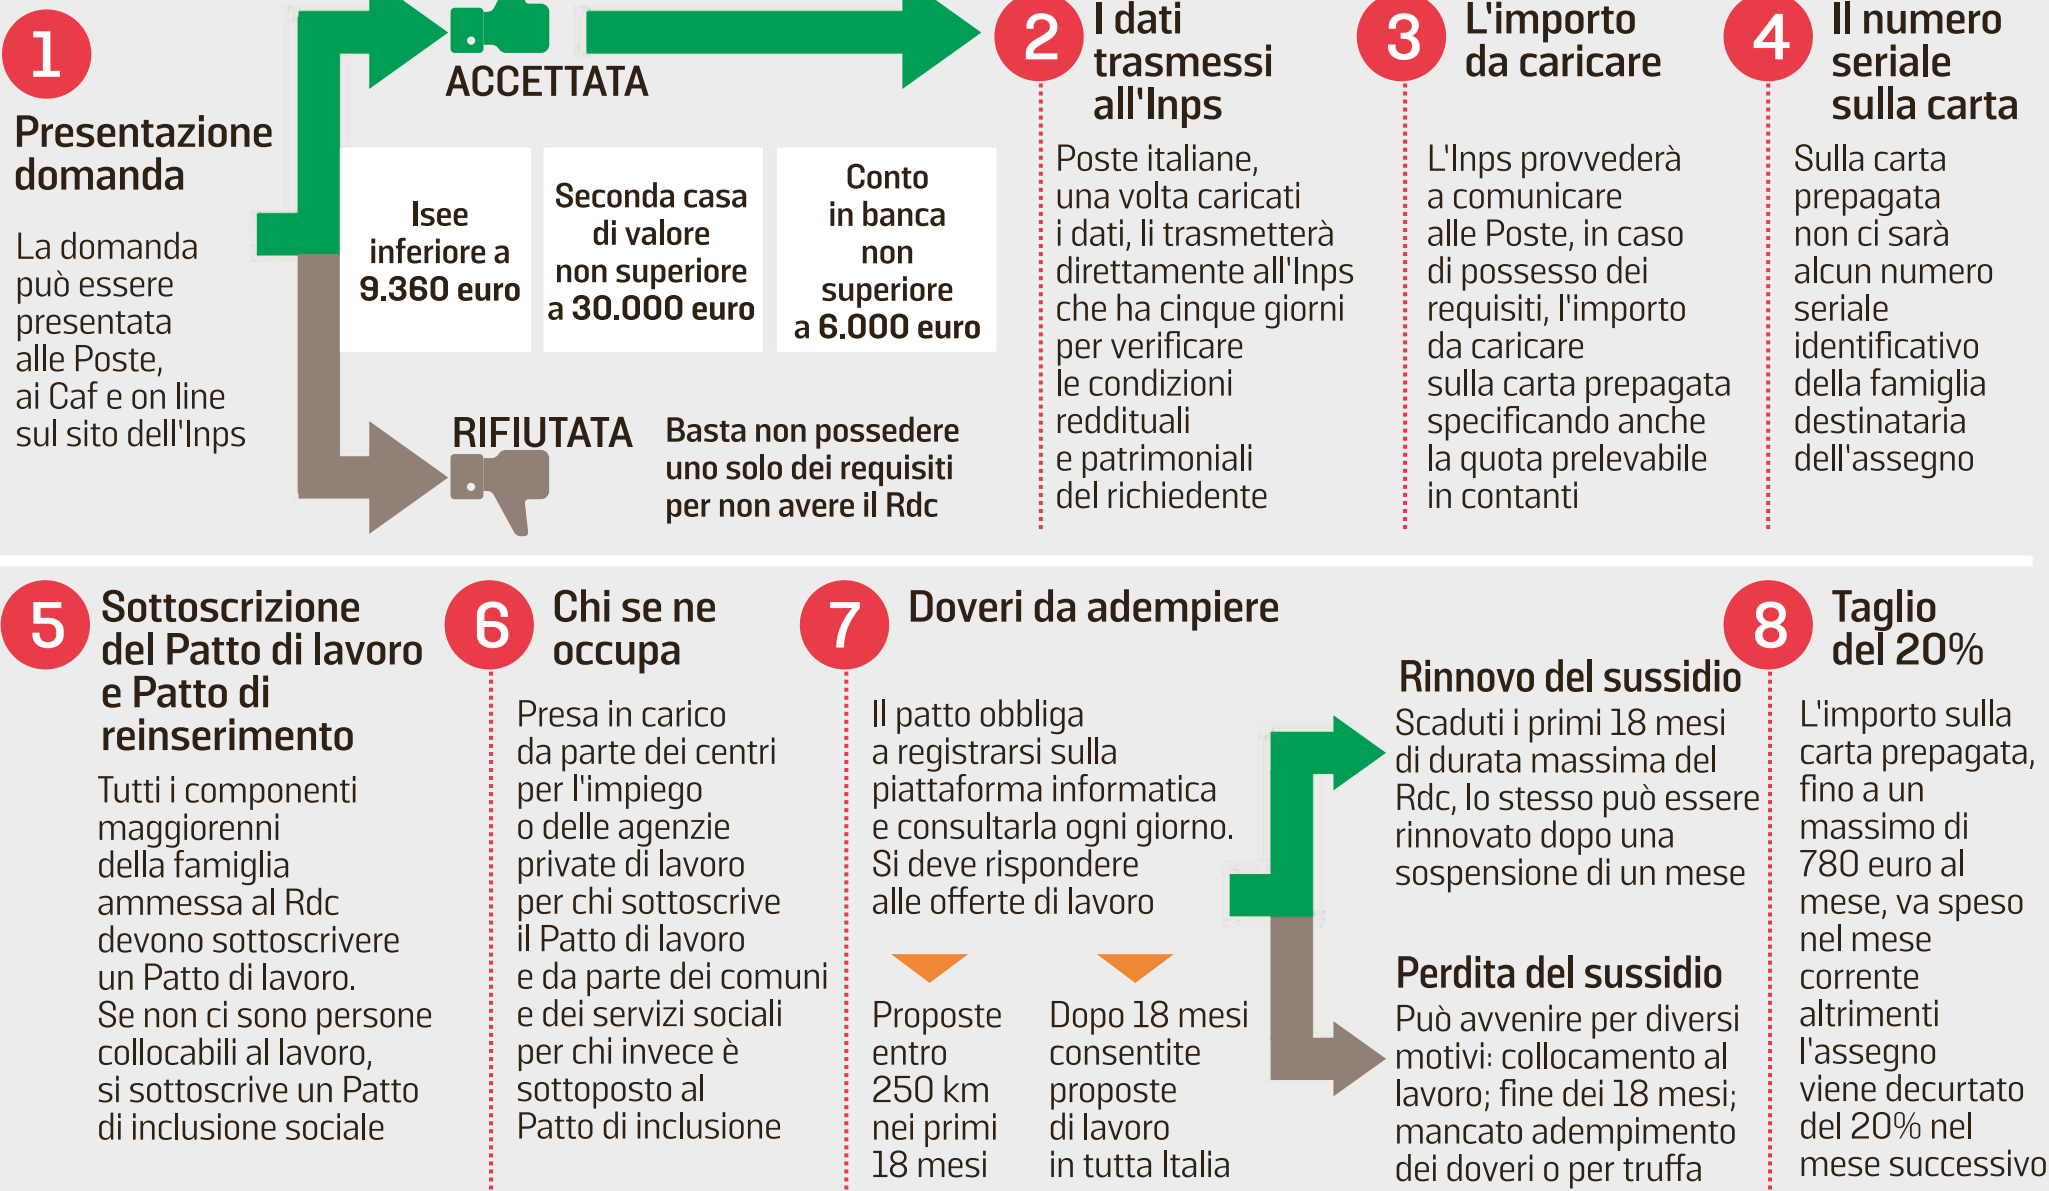 1
Presentazione
domanda
La domanda
può essere
presentata
alle Poste,
ai Caf e on line
sul sito dell'Inps
ACCETTATA
Isee
inferiore a
9.360 euro
Seconda casa
di valore
non superiore
a 30.000 euro
Conto
in banca
non
superiore
a 6.000 euro
RIFIUTATA
Basta non possedere
uno solo dei requisiti
per non avere il Rdc
2
I dati
trasmessi
all'Inps
Poste italiane,
una volta caricati
i dati, li trasmetterà
direttamente all'Inps
che ha cinque giorni
per verificare
le condizioni
reddituali
e patrimoniali
del richiedente
3
L'importo
da caricare
L'Inps provvederà
a comunicare
alle Poste, in caso
di possesso dei
requisiti, l'importo
da caricare
sulla carta prepagata
specificando anche
la quota prelevabile
in contanti
4
Il numero
seriale
sulla carta
Sulla carta
prepagata
non ci sarà
alcun numero
seriale
identificativo
della famiglia
destinataria
dell'assegno
5
Sottoscrizione
del Patto di lavoro
e Patto di
reinserimento
Tutti i componenti
maggiorenni
della famiglia
ammessa al Rdc
devono sottoscrivere
un Patto di lavoro.
Se non ci sono persone
collocabili al lavoro,
si sottoscrive un Patto
di inclusione sociale
6
Chi se ne
occupa
Presa in carico
da parte dei centri
per l'impiego
o delle agenzie
private di lavoro
per chi sottoscrive
il Patto di lavoro
e da parte dei comuni
e dei servizi sociali
per chi invece è
sottoposto al
Patto di inclusione
7
Doveri da adempiere
Il patto obbliga
a registrarsi sulla
piattaforma informatica
e consultarla ogni giorno.
Si deve rispondere
alle offerte di lavoro
Proposte
entro
250 km
nei primi
18 mesi
Dopo 18 mesi
consentite
proposte
di lavoro
in tutta Italia
Rinnovo del sussidio
Scaduti i primi 18 mesi
di durata massima del
Rdc, lo stesso può essere
rinnovato dopo una
sospensione di un mese
Perdita del sussidio
Può avvenire per diversi
motivi: collocamento al
lavoro; fine dei 18 mesi;
mancato adempimento
dei doveri o per truffa
8
Taglio
del 20%
L'importo sulla
carta prepagata,
fino a un
massimo di
780 euro al
mese, va speso
nel mese
corrente
altrimenti
l'assegno
viene decurtato
del 20% nel
mese successivo